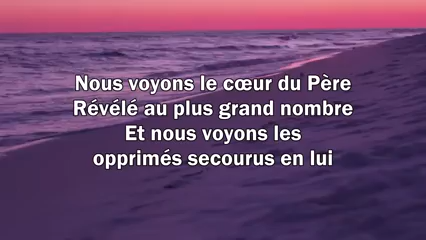 Nous voyons le cœur du Père
Révélé au plus grand nombre
Et nous voyons les
opprimés secourus en lui